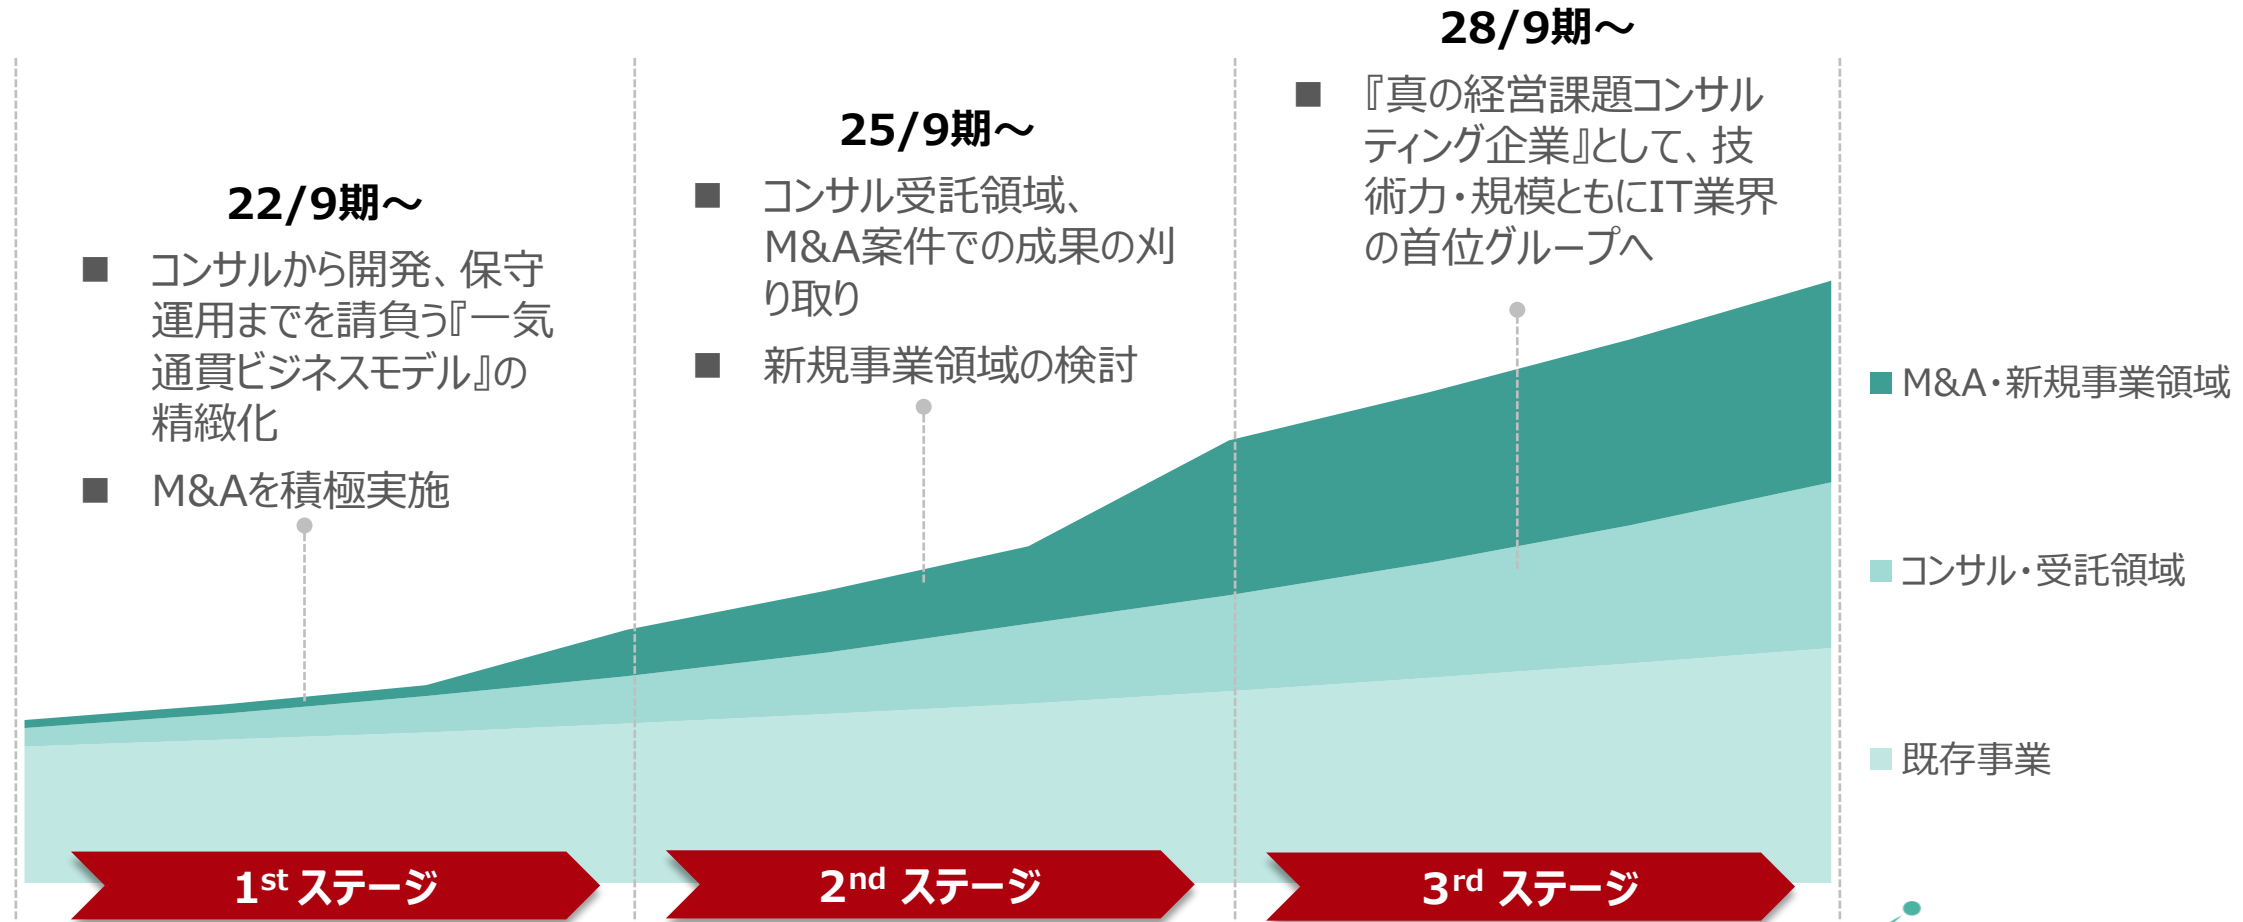 22/9期～
■ コンサルから開発、保守
運用までを請負う『一気
通貫ビジネスモデル』の
精緻化
■ M&Aを積極実施
25/9期～
■ コンサル受託領域、
M&A案件での成果の刈
り取り
■ 新規事業領域の検討
28/9期～
■ 『真の経営課題コンサル
ティング企業』として、技
術力・規模ともにIT業界
の首位グループへ
M&A・新規事業領域
コンサル・受託領域
既存事業
1st ステージ
2nd ステージ
3rd ステージ